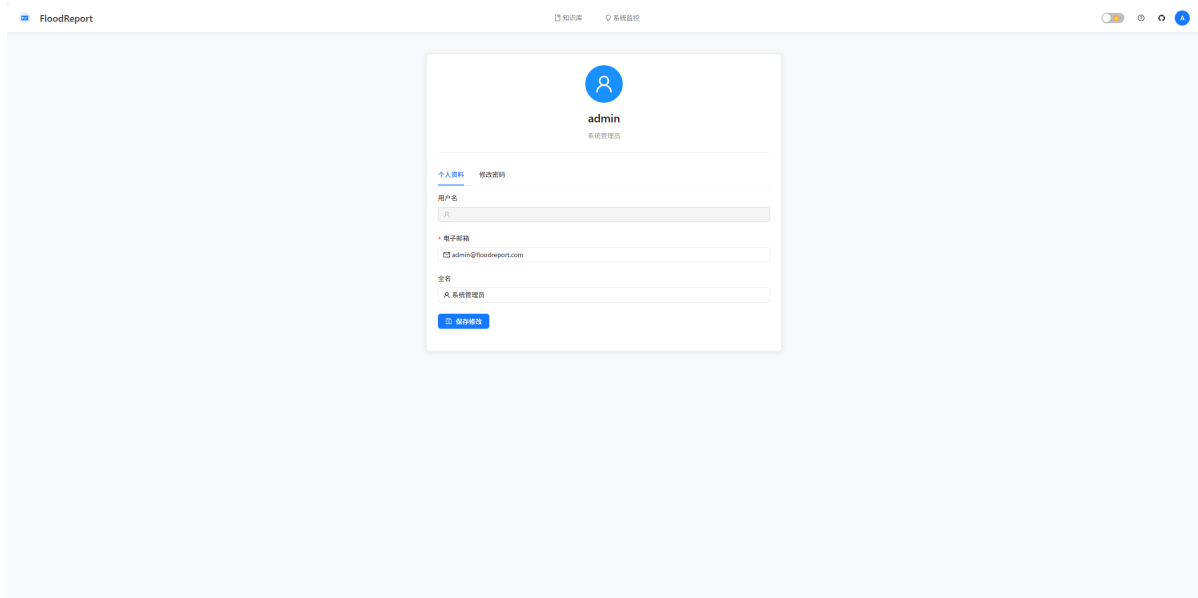 FloodReport
知识库
系统监控
A
admin
系统管理员
个人资料
修改密码
用户名
* 电子邮箱
admin@floodreport.com
全名
系统管理员
保存修改